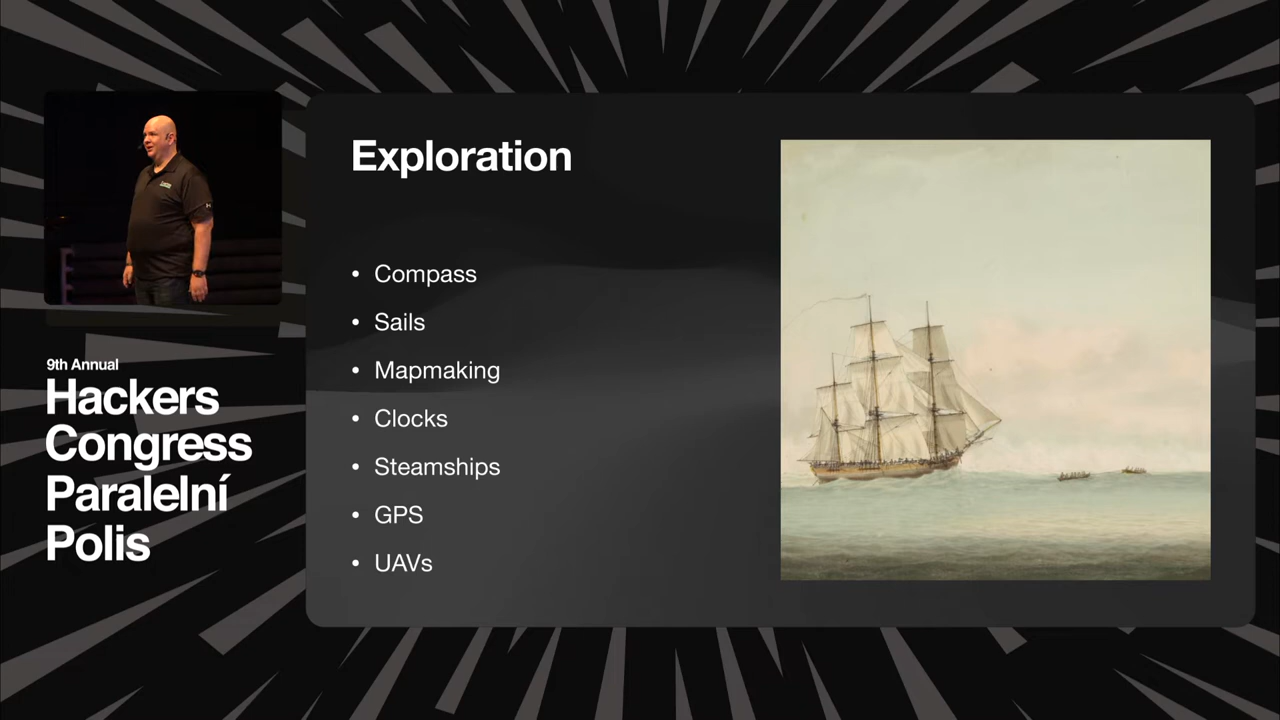 9th Annual
Hackers
Congress
Paralelní
Polis
Exploration
• Compass
• Sails
• Mapmaking
• Clocks
• Steamships
• GPS
• UAVs